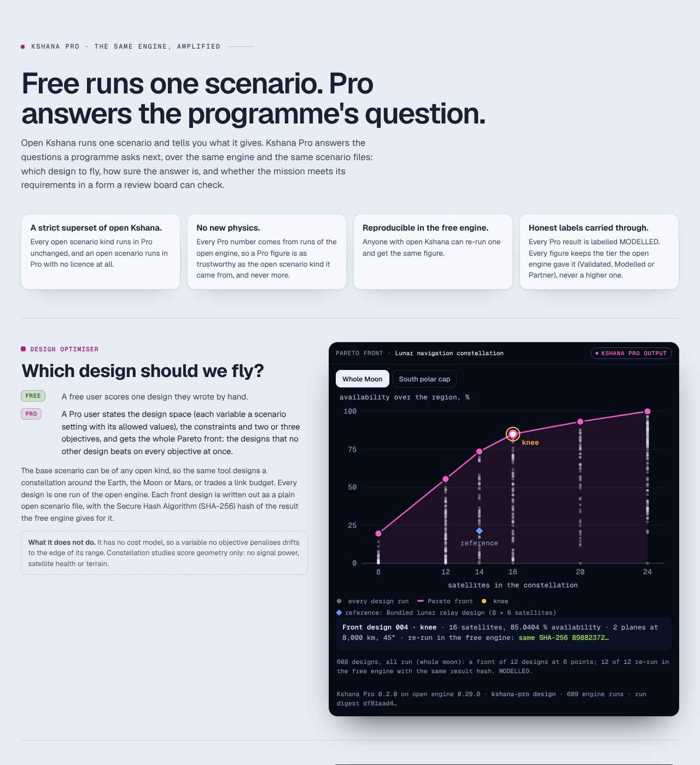 KSHANA PRO · THE SAME ENGINE, AMPLIFIED
Free runs one scenario. Pro
answers the programme's question.
Open Kshana runs one scenario and tells you what it gives. Kshana Pro answers the
questions a programme asks next, over the same engine and the same scenario files:
which design to fly, how sure the answer is, and whether the mission meets its
requirements in a form a review board can check.
A strict superset of open Kshana.
Every open scenario kind runs in Pro
unchanged, and an open scenario runs in
Pro with no licence at all.
No new physics.
Every Pro number comes from runs of the
open engine, so a Pro figure is as
trustworthy as the open scenario kind it
came from, and never more.
Reproducible in the free engine.
Anyone with open Kshana can re-run one
and get the same figure.
Honest labels carried through.
Every Pro result is labelled MODELLED.
Every figure keeps the tier the open
engine gave it (Validated, Modelled or
Partner), never a higher one.
DESIGN OPTIMISER
Which design should we fly?
FREE
A free user scores one design they wrote by hand.
PRO
A Pro user states the design space (each variable a scenario
setting with its allowed values), the constraints and two or three
objectives, and gets the whole Pareto front: the designs that no
other design beats on every objective at once.
The base scenario can be of any open kind, so the same tool designs a
constellation around the Earth, the Moon or Mars, or trades a link budget. Every
design is one run of the open engine. Each front design is written out as a plain
open scenario file, with the Secure Hash Algorithm (SHA-256) hash of the result
the free engine gives for it.
What it does not do. It has no cost model, so a variable no objective penalises drifts
to the edge of its range. Constellation studies score geometry only: no signal power,
satellite health or terrain.
PARETO FRONT · Lunar navigation constellation
KSHANA PRO OUTPUT
Whole Moon
South polar cap
availability over the region, %
100
75
50
25
0
knee
reference
8 12 14 16 20 24
satellites in the constellation
every design run
Pareto front
knee
reference: Bundled lunar relay design (8 × 6 satellites)
Front design 004 · knee · 16 satellites, 85.0404 % availability · 2 planes at
8,000 km, 45° · re-run in the free engine: same SHA-256 89882372…
608 designs, all run (whole moon): a front of 12 designs at 6 points; 12 of 12 re-run in
the free engine with the same result hash. MODELLED.
Kshana Pro 0.2.0 on open engine 0.29.0 · kshana-pro design · 609 engine runs · run
digest df81aad4…